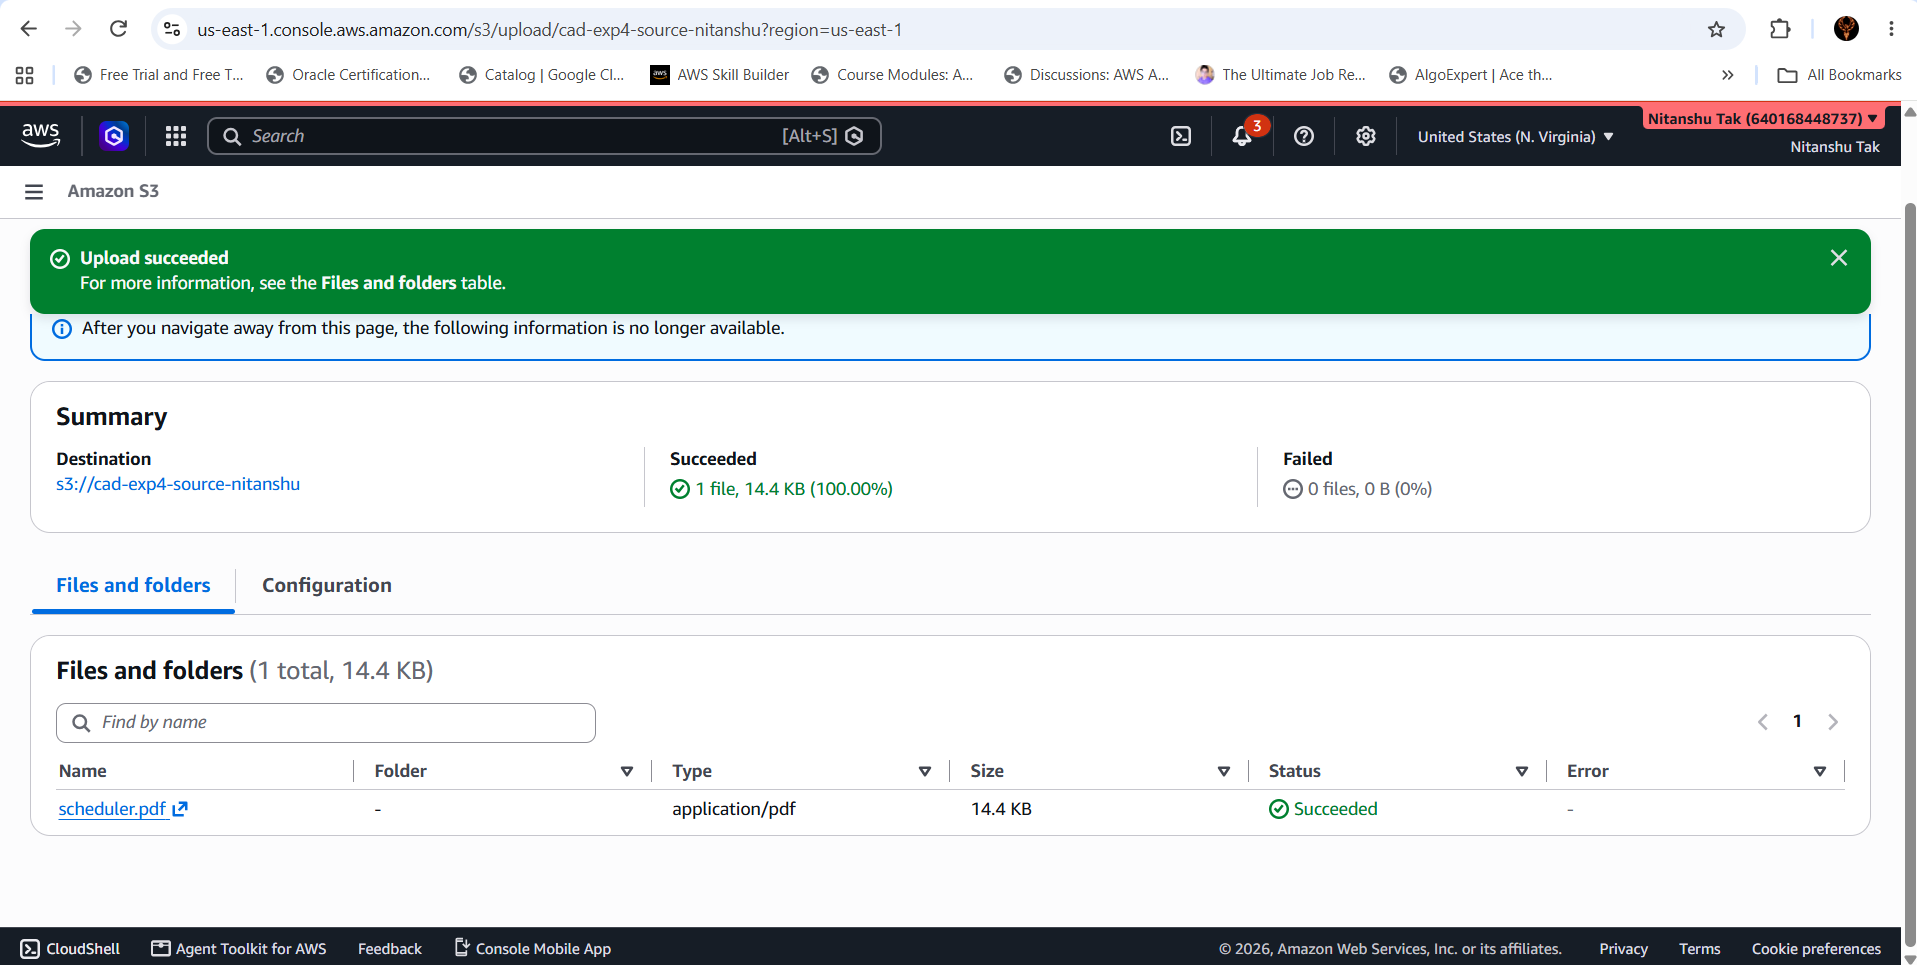 us-east-1.console.aws.amazon.com/s3/upload/cad-exp4-source-nitanshu?region=us-east-1
Free Trial and Free T... Oracle Certification... Catalog | Google Cl... aws AWS Skill Builder Course Modules: A... Discussions: AWS A... The Ultimate Job Re... AlgoExpert | Ace th... » All Bookmarks
aws Search [Alt+S] 3 United States (N. Virginia) Nitanshu Tak (640168448737)
Nitanshu Tak
Amazon S3
Upload succeeded
For more information, see the Files and folders table.
After you navigate away from this page, the following information is no longer available.
Summary
Destination Succeeded Failed
s3://cad-exp4-source-nitanshu 1 file, 14.4 KB (100.00%) 0 files, 0 B (0%)
Files and folders Configuration
Files and folders (1 total, 14.4 KB)
Find by name 1
Name Folder Type Size Status Error
scheduler.pdf - application/pdf 14.4 KB Succeeded -
CloudShell Agent Toolkit for AWS Feedback Console Mobile App © 2026, Amazon Web Services, Inc. or its affiliates. Privacy Terms Cookie preferences